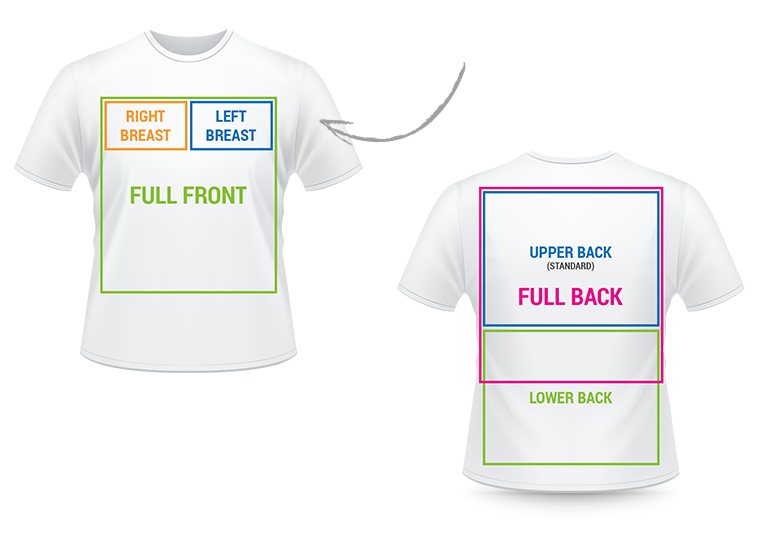 RIGHT
BREAST
LEFT
BREAST
FULL FRONT
UPPER BACK
(STANDARD)
FULL BACK
LOWER BACK